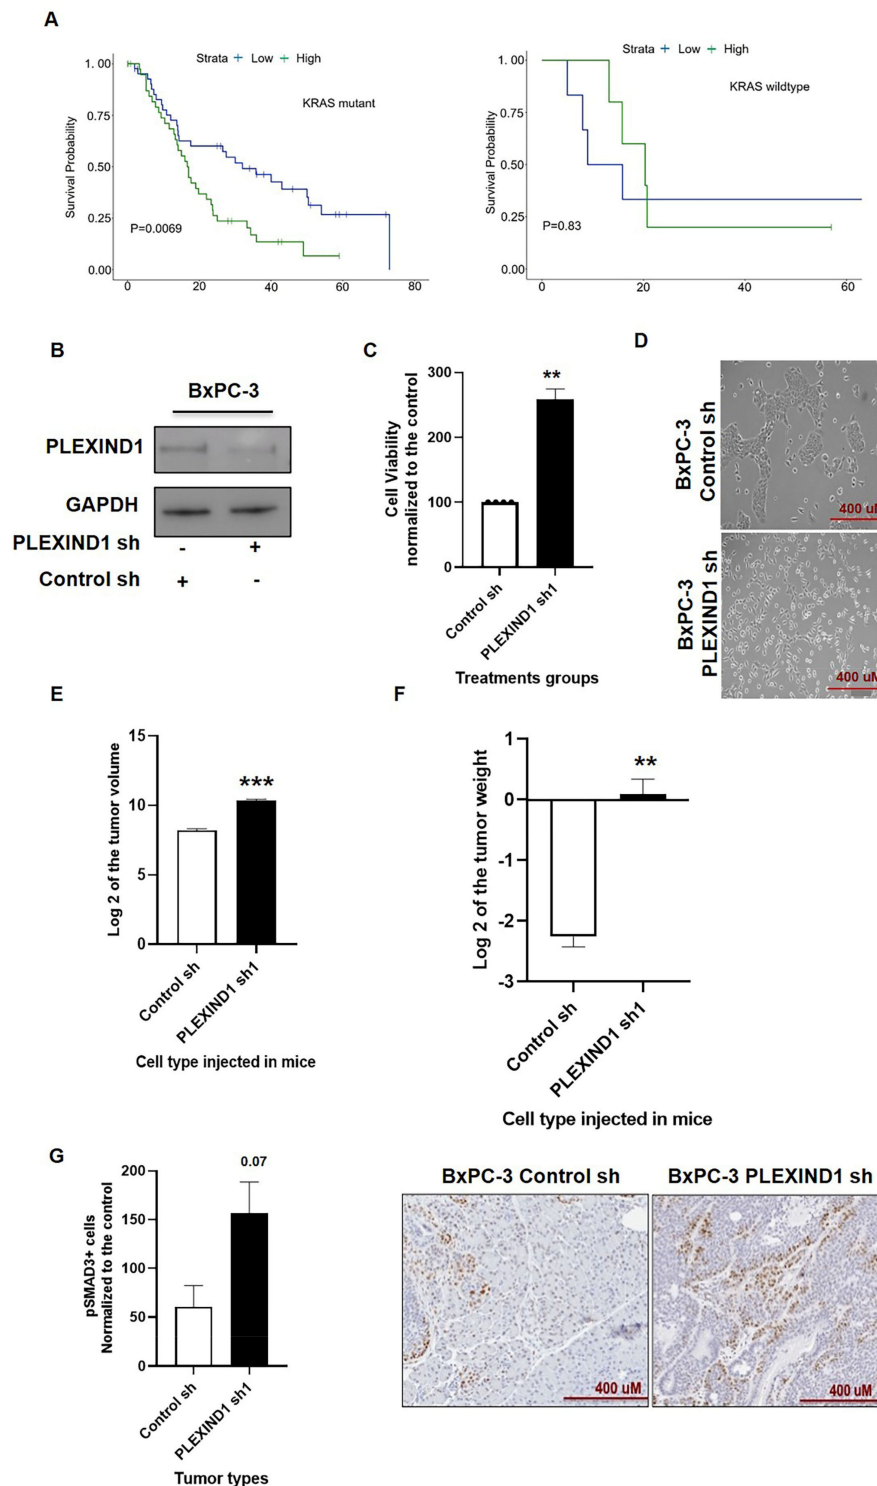 A
Strata Low High
KRAS mutant
Survival Probability
1. 00
0.75
0.50
0.25
0.00
P=0.0069
0 20 40 60 80
Strata Low High
KRAS wildtype
Survival Probability
1. 00
0.75
0.50
0.25
0.00
P=0.83
0 20 40 60
B
BxPC-3
PLEXIND1
GAPDH
PLEXIND1 sh - +
Control sh + -
C
Cell Viability
normalized to the control
300
200
100
0
**
Control sh
PLEXIND1 sh1
Treatments groups
D
BxPC-3
Control sh
400 uM
BxPC-3
PLEXIND1 sh
400 uM
E
Log 2 of the tumor volume
15
10
5
0
***
Control sh
PLEXIND1 sh1
Cell type injected in mice
F
Log 2 of the tumor weight
1
0
-1
-2
-3
**
Control sh
PLEXIND1 sh1
Cell type injected in mice
G
pSMAD3+ cells
Normalized to the control
200
150
100
50
0
0.07
Control sh
PLEXIND1 sh1
Tumor types
BxPC-3 Control sh
400 uM
BxPC-3 PLEXIND1 sh
400 uM